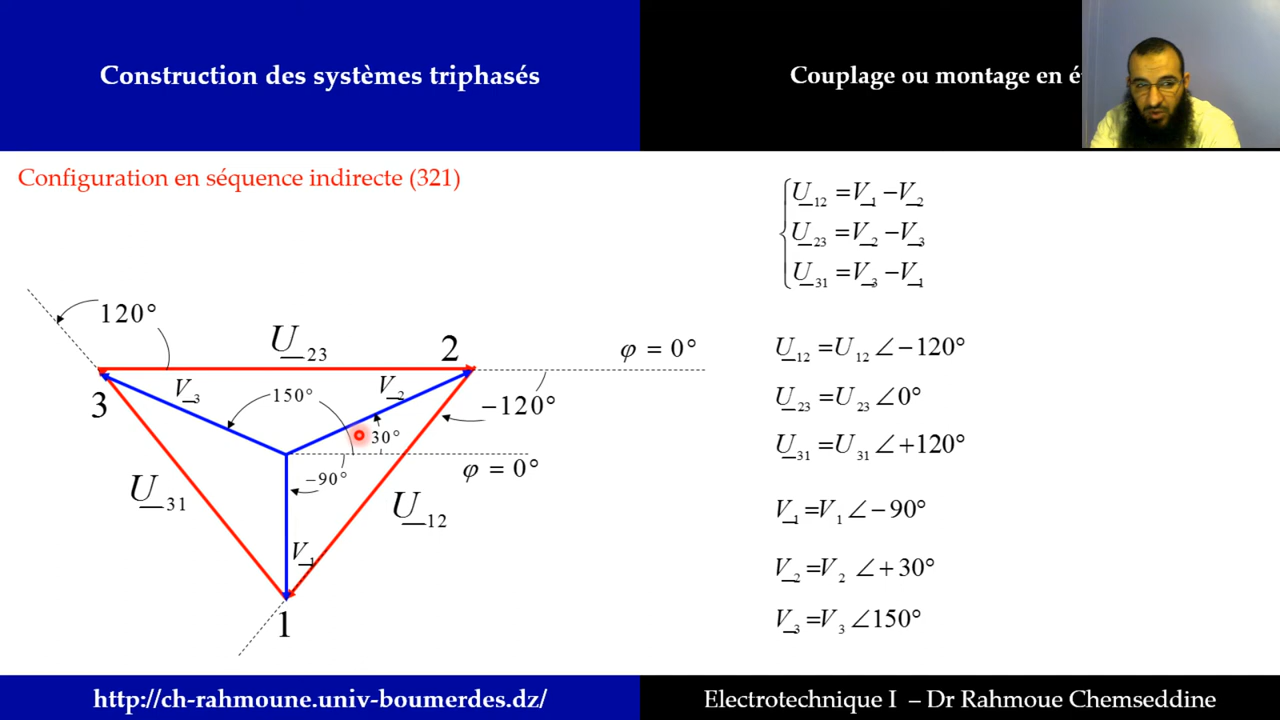 Construction des systèmes triphasés
Couplage ou montage en é
Configuration en séquence indirecte (321)
U₁₂ = V₁ − V₂
U₂₃ = V₂ − V₃
U₃₁ = V₃ − V₁
120°
U₂₃
2
φ = 0°
U₁₂ = U₁₂ ∠−120°
V₃
V₂
3
150°
−120°
U₂₃ = U₂₃ ∠0°
30°
U₃₁ = U₃₁ ∠+120°
−90°
φ = 0°
U₃₁
U₁₂
V₁ = V₁ ∠−90°
V₁
V₂ = V₂ ∠+30°
1
V₃ = V₃ ∠150°
http://ch-rahmoune.univ-boumerdes.dz/
Electrotechnique I – Dr Rahmoue Chemseddine